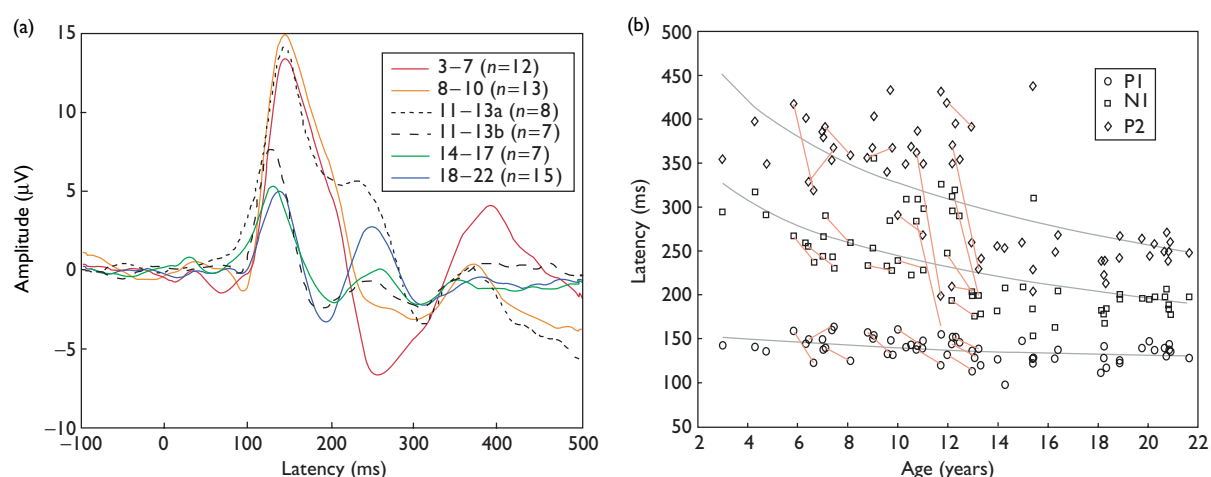 (a)
15
10
5
0
−5
−10
Amplitude (µV)
−100
0
100
200
300
400
500
Latency (ms)
3–7 (n=12)
8–10 (n=13)
11–13a (n=8)
11–13b (n=7)
14–17 (n=7)
18–22 (n=15)
(b)
500
450
400
350
300
250
200
150
100
50
Latency (ms)
2
4
6
8
10
12
14
16
18
20
22
Age (years)
P1
N1
P2